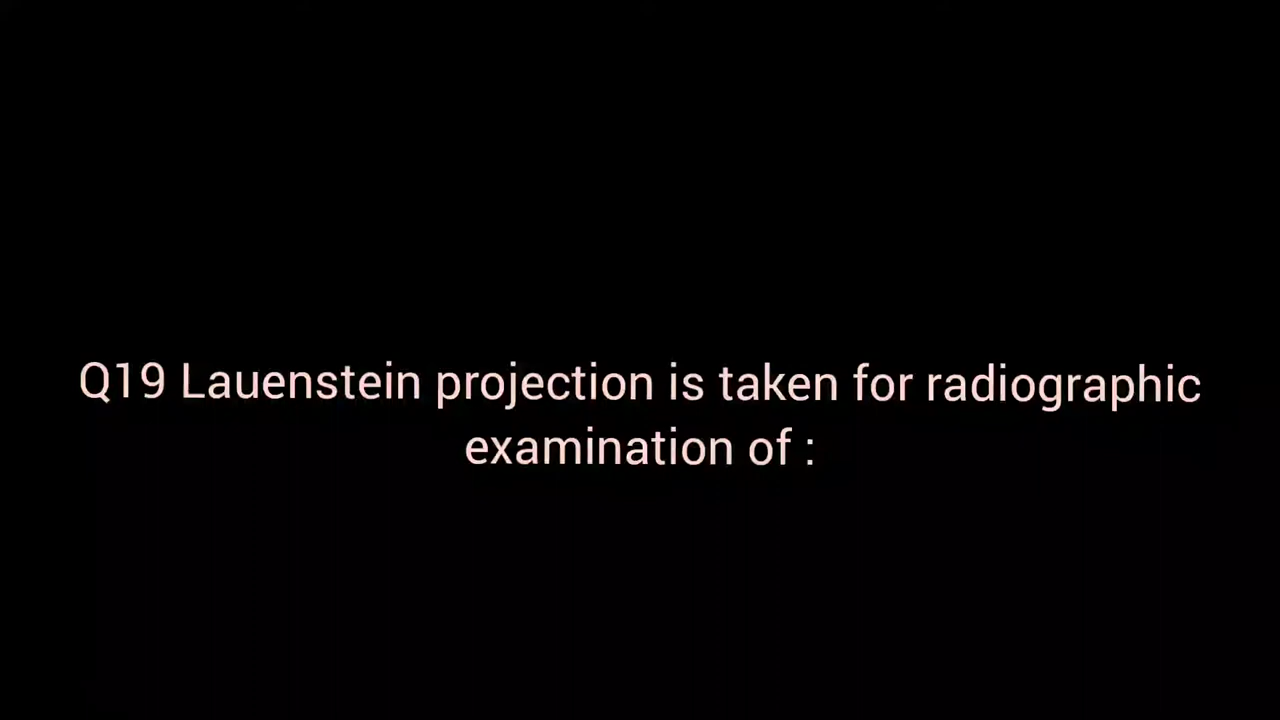 Q19 Lauenstein projection is taken for radiographic
examination of :